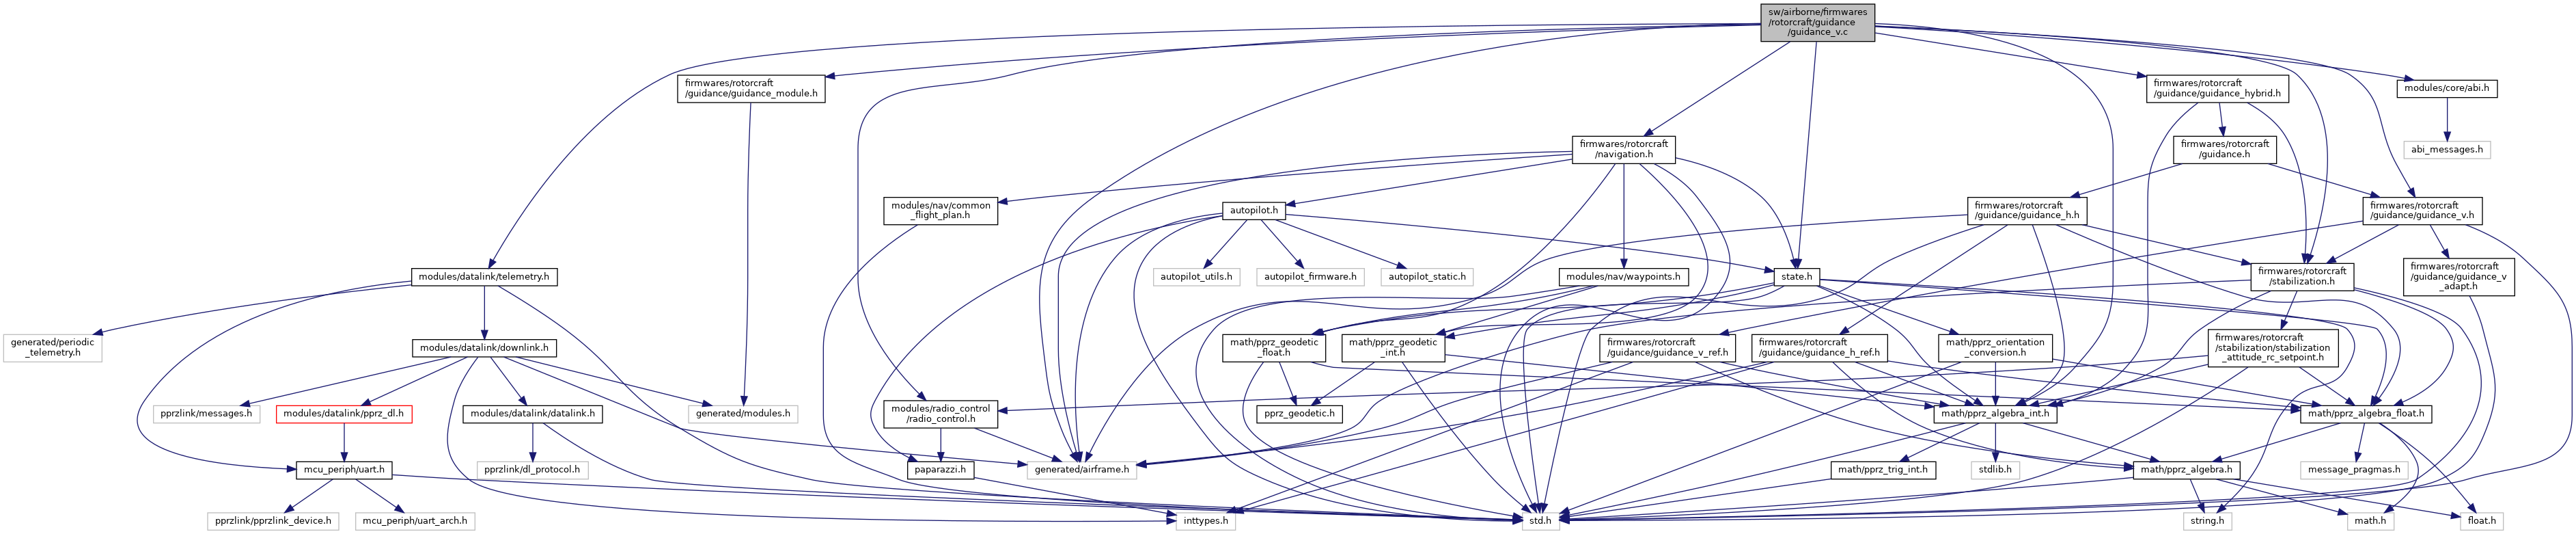 sw/airborne/firmwares
/rotorcraft/guidance
/guidance_v.c
firmwares/rotorcraft
/guidance/guidance_module.h
firmwares/rotorcraft
/guidance/guidance_hybrid.h
modules/core/abi.h
firmwares/rotorcraft
/navigation.h
firmwares/rotorcraft
/guidance.h
abi_messages.h
modules/nav/common
_flight_plan.h
autopilot.h
firmwares/rotorcraft
/guidance/guidance_h.h
firmwares/rotorcraft
/guidance/guidance_v.h
modules/datalink/telemetry.h
autopilot_utils.h
autopilot_firmware.h
autopilot_static.h
modules/nav/waypoints.h
state.h
firmwares/rotorcraft
/stabilization.h
firmwares/rotorcraft
/guidance/guidance_v
_adapt.h
generated/periodic
_telemetry.h
modules/datalink/downlink.h
math/pprz_geodetic
_float.h
math/pprz_geodetic
_int.h
firmwares/rotorcraft
/guidance/guidance_v_ref.h
firmwares/rotorcraft
/guidance/guidance_h_ref.h
math/pprz_orientation
_conversion.h
firmwares/rotorcraft
/stabilization/stabilization
_attitude_rc_setpoint.h
pprzlink/messages.h
modules/datalink/pprz_dl.h
modules/datalink/datalink.h
generated/modules.h
modules/radio_control
/radio_control.h
pprz_geodetic.h
math/pprz_algebra_int.h
math/pprz_algebra_float.h
mcu_periph/uart.h
pprzlink/dl_protocol.h
paparazzi.h
generated/airframe.h
math/pprz_trig_int.h
stdlib.h
math/pprz_algebra.h
message_pragmas.h
pprzlink/pprzlink_device.h
mcu_periph/uart_arch.h
inttypes.h
std.h
string.h
math.h
float.h